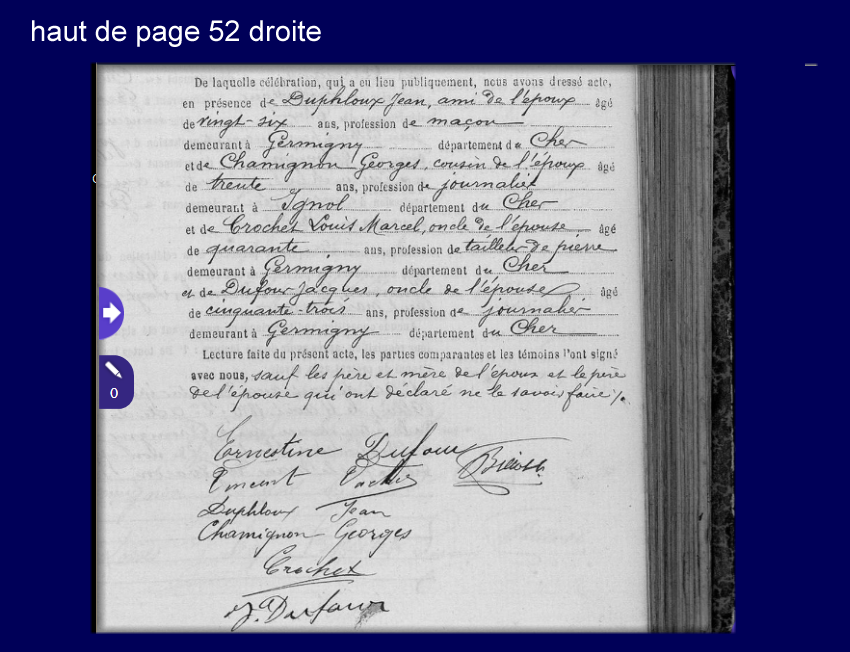 haut de page 52 droite
De laquelle célébration, qui a eu lieu publiquement, nous avons dressé acte,
en présence de Duphloux Jean, ami de l'époux âgé
de vingt-six ans, profession de maçon
demeurant à Germigny département du Cher
et de Chamignon Georges, cousin de l'époux âgé
de trente ans, profession de journalier
demeurant à Ignol département du Cher
et de Crochet Louis Marcel, oncle de l'épouse âgé
de quarante ans, profession de tailleur de pierre
demeurant à Germigny département du Cher
et de Dufour Jacques, oncle de l'épouse âgé
de cinquante-trois ans, profession de journalier
demeurant à Germigny département du Cher
Lecture faite du présent acte, les parties comparantes et les témoins l'ont signé
avec nous, sauf les père et mère de l'époux et le père
de l'épouse qui ont déclaré ne le savoir faire %.
Ernestine Dufour
Vincent
Duphloux Jean
Chamignon Georges
Crochet
J. Dufour
0